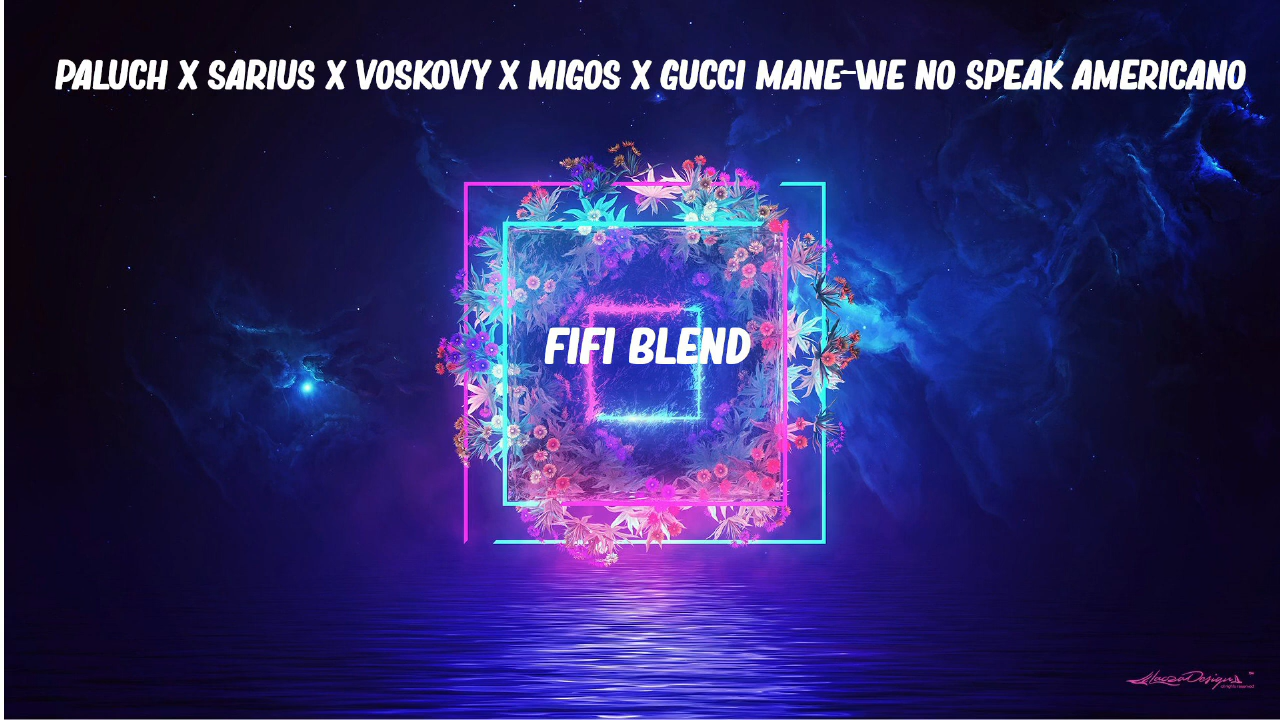 PALUCH X SARIUS X VOSKOVY X MIGOS X GUCCI MANE-WE NO SPEAK AMERICANO
FIFI BLEND